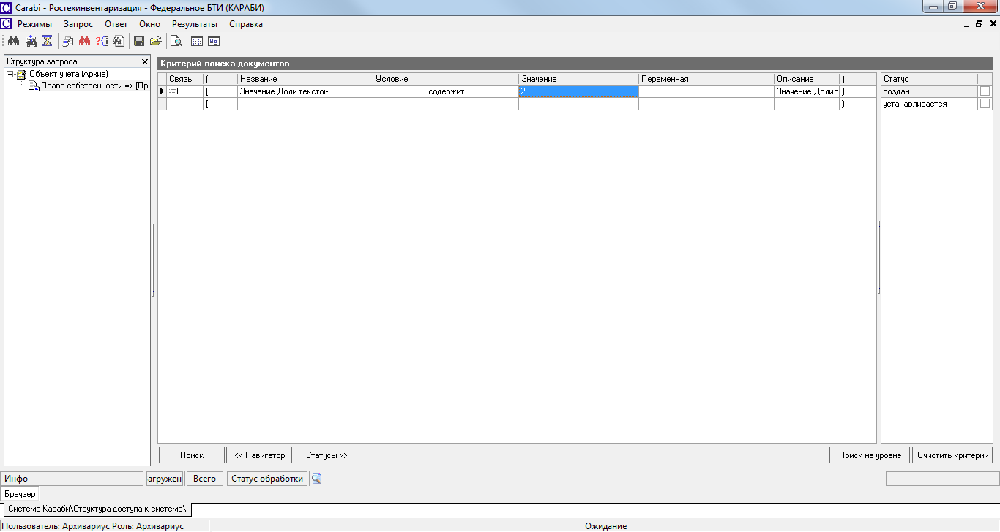 Carabi - Ростехинвентаризация - Федеральное БТИ (КАРАБИ)
Режимы Запрос Ответ Окно Результаты Справка
Структура запроса
Объект учета (Архив)
Право собственности => [Пра
Критерий поиска документов
Связь ( Название Условие Значение Переменная Описание )
( Значение Доли текстом содержит 2 Значение Доли т )
( )
Статус
создан
устанавливается
Поиск << Навигатор Статусы >> Поиск на уровне Очистить критерии
Инфо агружен Всего Статус обработки
Браузер
Система Караби\Структура доступа к системе\
Пользователь: Архивариус Роль: Архивариус Ожидание